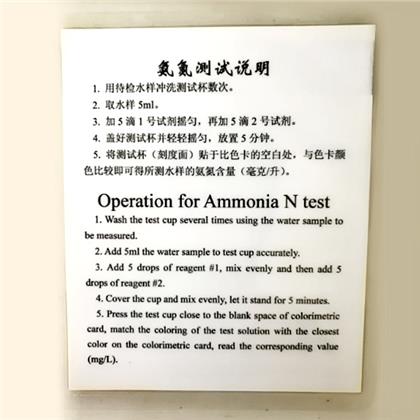 氨氮测试说明
1. 用待检水样冲洗测试杯数次。
2. 取水样 5ml。
3. 加 5 滴 1 号试剂摇匀，再加 5 滴 2 号试剂。
4. 盖好测试杯并轻轻摇匀，放置 5 分钟。
5. 将测试杯（刻度面）贴于比色卡的空白处，与色卡颜
色比较即可得所测水样的氨氮含量（毫克/升）。
Operation for Ammonia N test
1. Wash the test cup several times using the water sample to
be measured.
2. Add 5ml the water sample to test cup accurately.
3. Add 5 drops of reagent #1, mix evenly and then add 5
drops of reagent #2.
4. Cover the cup and mix evenly, let it stand for 5 minutes.
5. Press the test cup close to the blank space of colorimetric
card, match the coloring of the test solution with the closest
color on the colorimetric card, read the corresponding value
(mg/L).